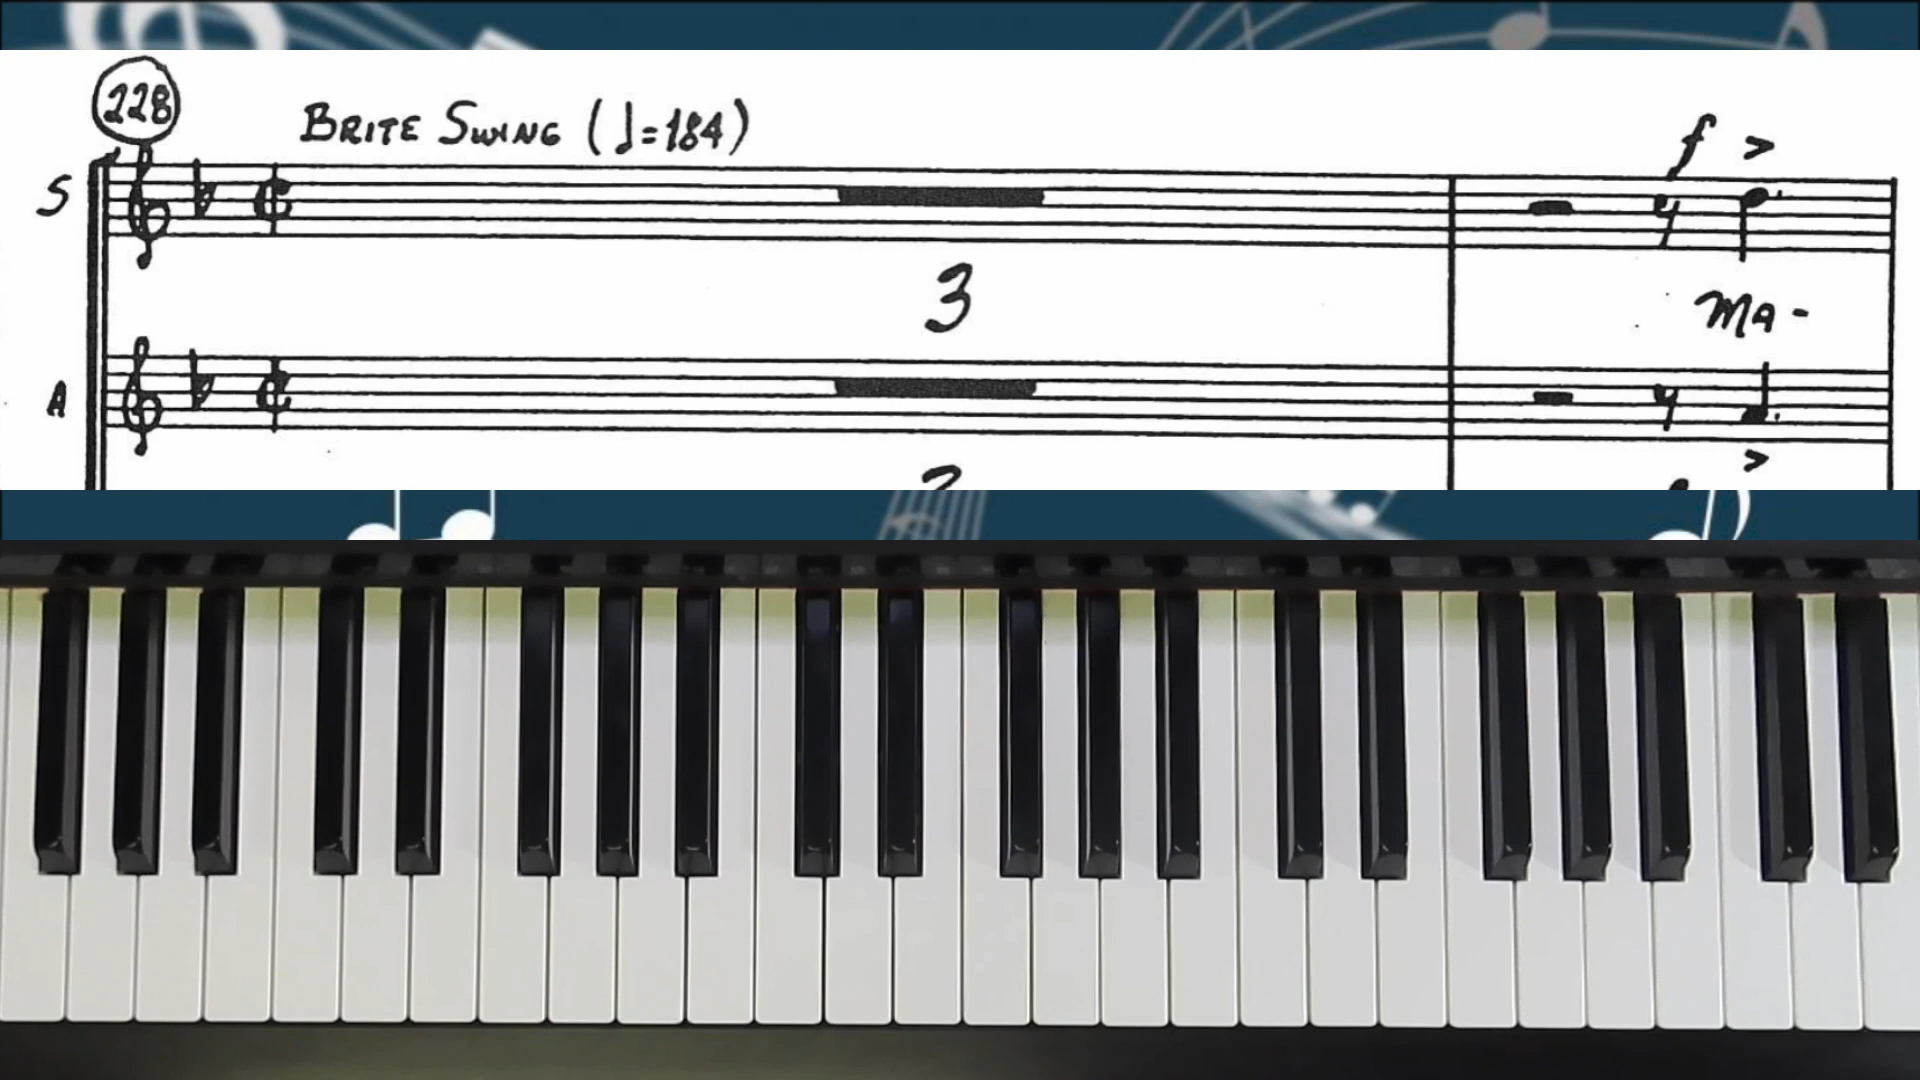 228
BRITE SWING (♩=184)
S
f >
3
MA-
A
>